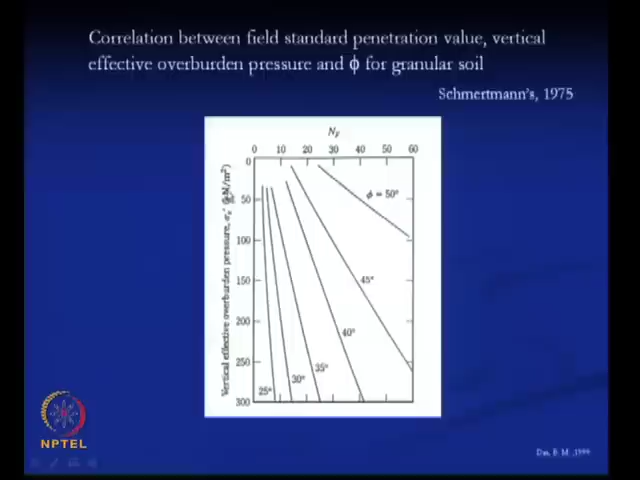 Correlation between field standard penetration value, vertical
effective overburden pressure and ϕ for granular soil
Schmertmann's, 1975
N_F
0 10 20 30 40 50 60
0
50
100
150
200
250
300
Vertical effective overburden pressure, (kN/m²)
ϕ = 50°
45°
40°
35°
30°
25°
NPTEL
Das, B. M., 1999